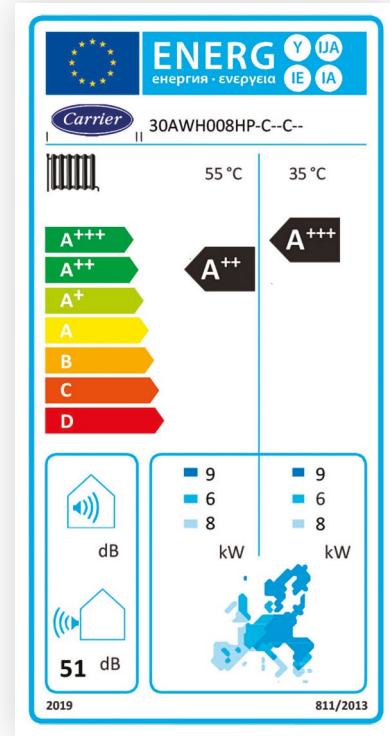 ENERG Y IJA
енергия · ενεργεια IE IA
Carrier
30AWH008HP-C--C--
55 °C 35 °C
A+++ A+++
A++ A++
A+
A
B
C
D
9 9
6 6
8 8
dB kW kW
51 dB
2019 811/2013